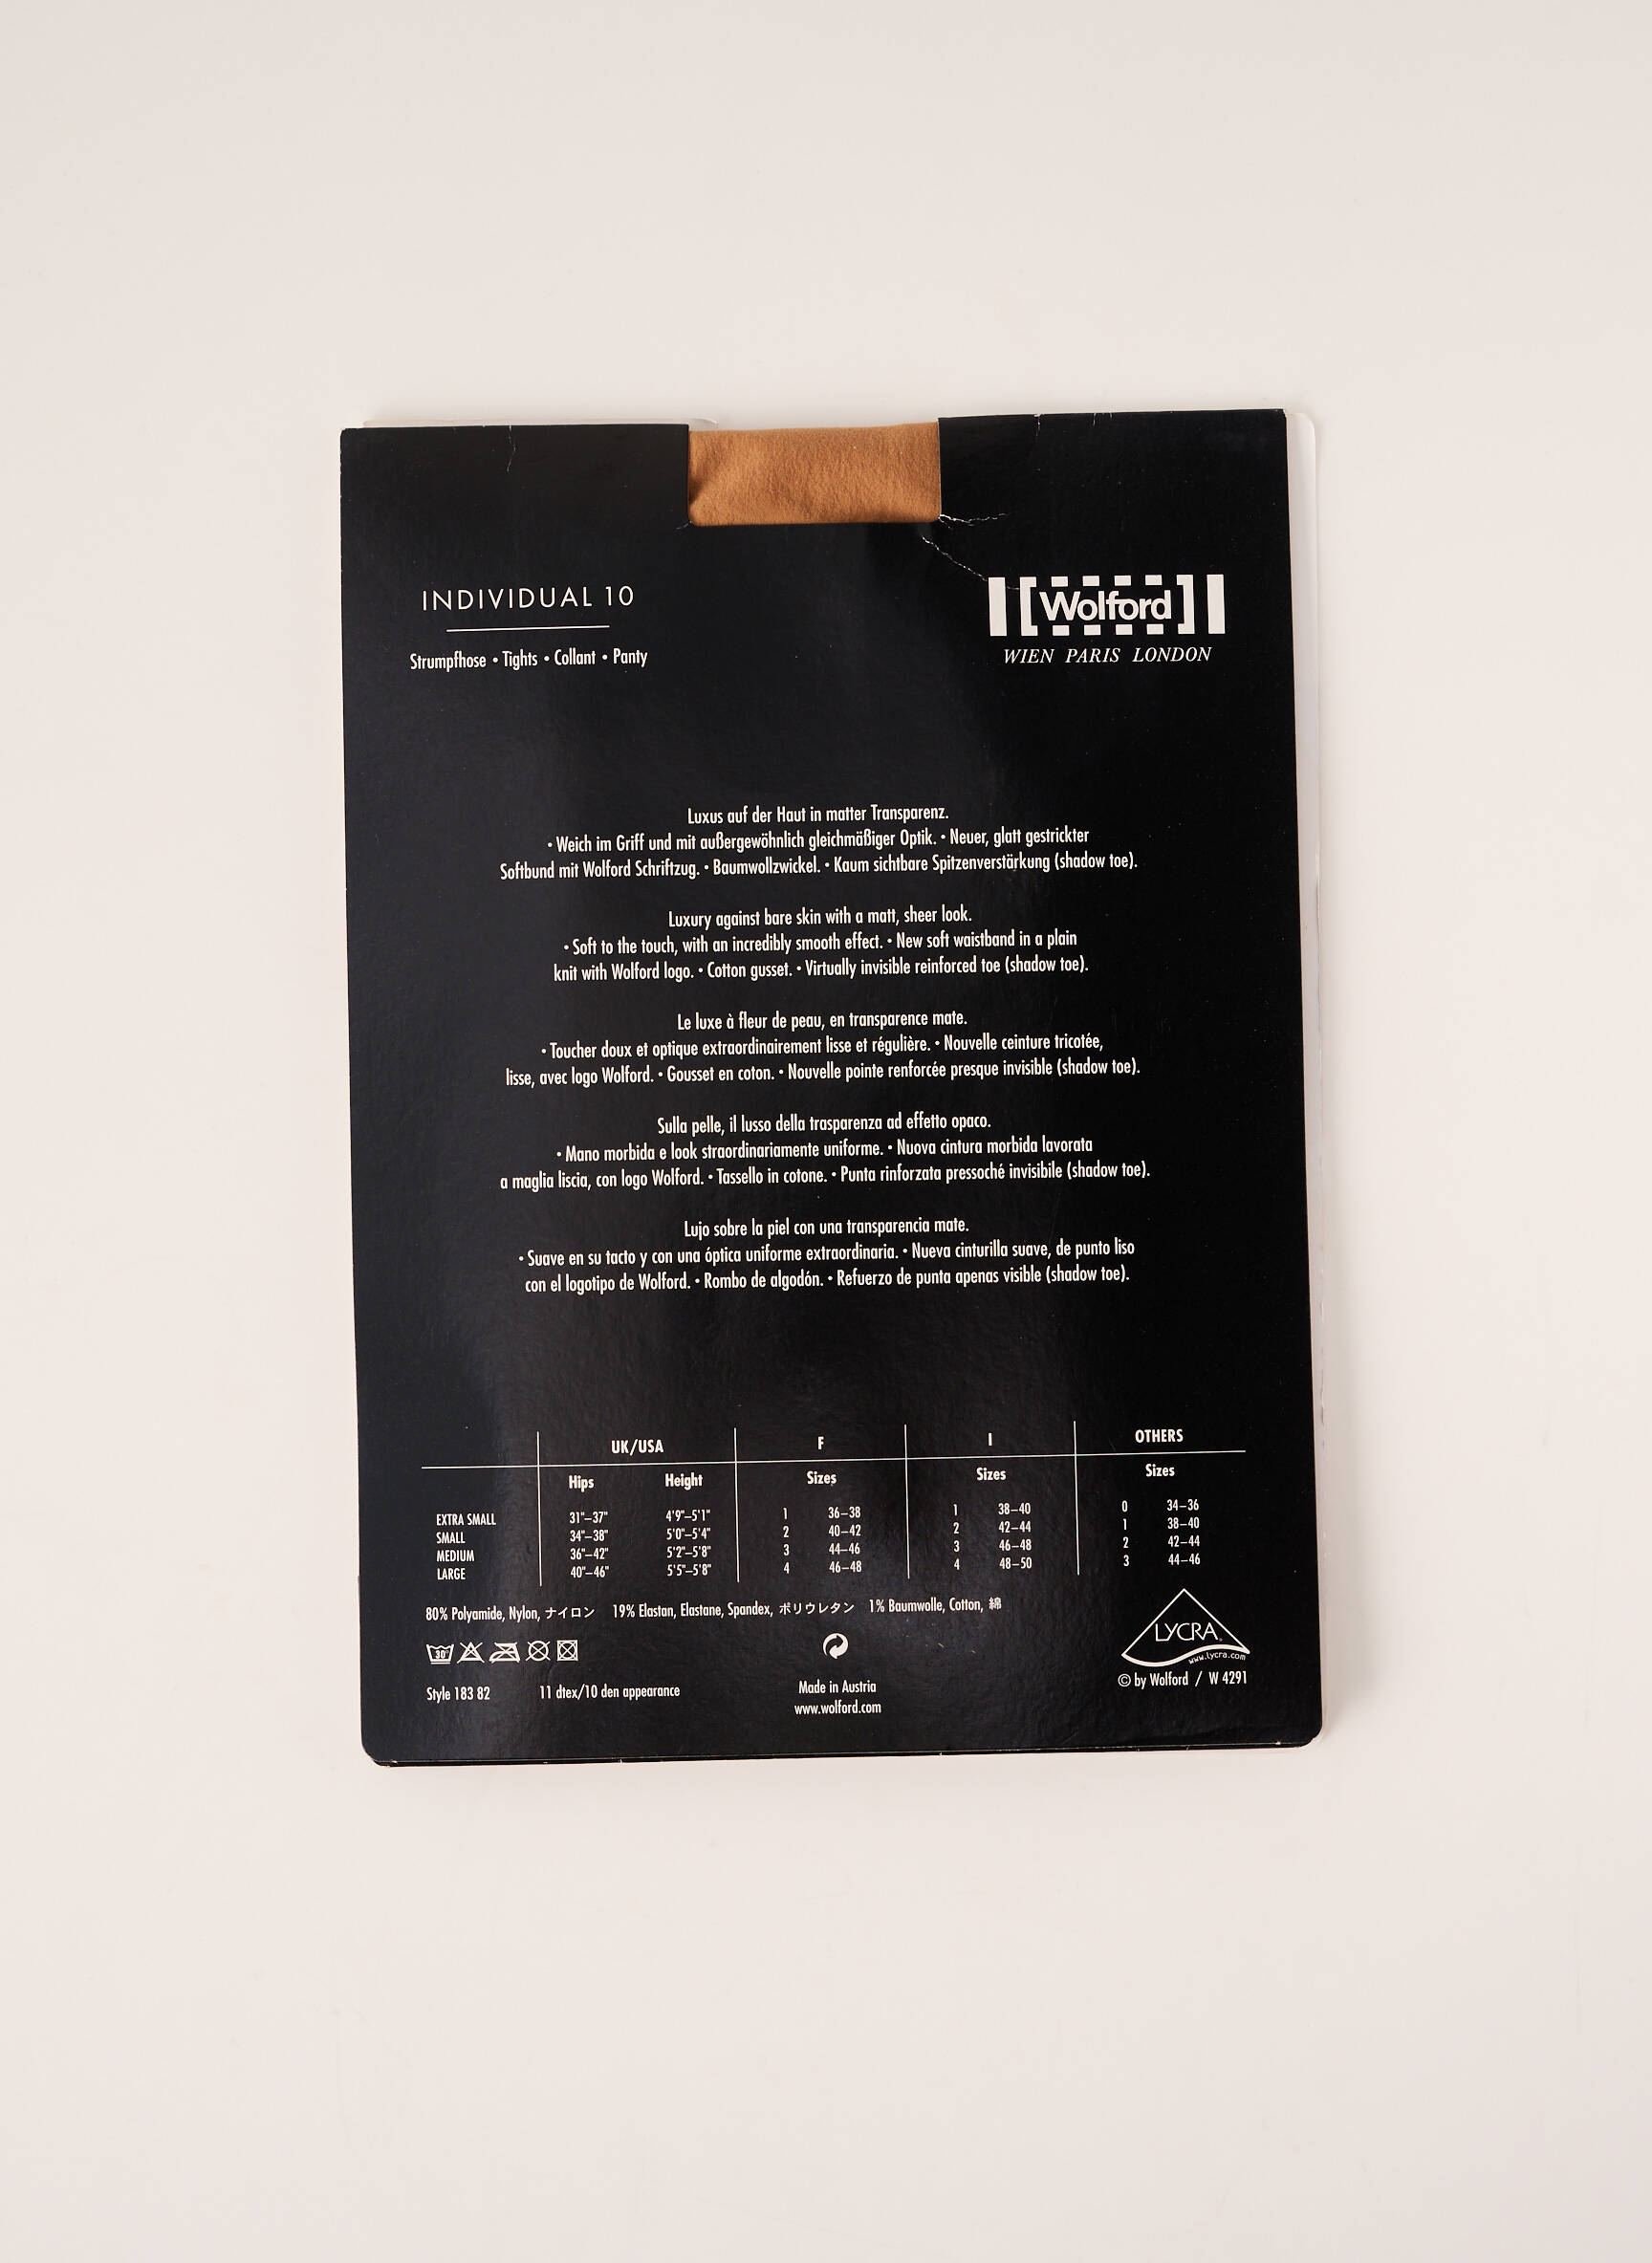 INDIVIDUAL 10
Strumpfhose • Tights • Collant • Panty
Wolford
WIEN PARIS LONDON
Luxus auf der Haut in matter Transparenz.
• Weich im Griff und mit außergewöhnlich gleichmäßiger Optik. • Neuer, glatt gestrickter
Softbund mit Wolford Schriftzug. • Baumwollzwickel. • Kaum sichtbare Spitzenverstärkung (shadow toe).
Luxury against bare skin with a matt, sheer look.
• Soft to the touch, with an incredibly smooth effect. • New soft waistband in a plain
knit with Wolford logo. • Cotton gusset. • Virtually invisible reinforced toe (shadow toe).
Le luxe à fleur de peau, en transparence mate.
• Toucher doux et optique extraordinairement lisse et régulière. • Nouvelle ceinture tricotée,
lisse, avec logo Wolford. • Gousset en coton. • Nouvelle pointe renforcée presque invisible (shadow toe).
Sulla pelle, il lusso della trasparenza ad effetto opaco.
• Mano morbida e look straordinariamente uniforme. • Nuova cintura morbida lavorata
a maglia liscia, con logo Wolford. • Tassello in cotone. • Punta rinforzata pressoché invisibile (shadow toe).
Lujo sobre la piel con una transparencia mate.
• Suave en su tacto y con una óptica uniforme extraordinaria. • Nueva cinturilla suave, de punto liso
con el logotipo de Wolford. • Rombo de algodón. • Refuerzo de punta apenas visible (shadow toe).
UK/USA F I OTHERS
Hips Height Sizes Sizes Sizes
EXTRA SMALL 31"–37" 4'9"–5'1" 1 36–38 1 38–40 0 34–36
SMALL 34"–38" 5'0"–5'4" 2 40–42 2 42–44 1 38–40
MEDIUM 36"–42" 5'2"–5'8" 3 44–46 3 46–48 2 42–44
LARGE 40"–46" 5'5"–5'8" 4 46–48 4 48–50 3 44–46
80% Polyamide, Nylon, ナイロン 19% Elastan, Elastane, Spandex, ポリウレタン 1% Baumwolle, Cotton, 綿
30°
LYCRA®
www.lycra.com
Style 183 82 11 dtex/10 den appearance Made in Austria © by Wolford / W 4291
www.wolford.com